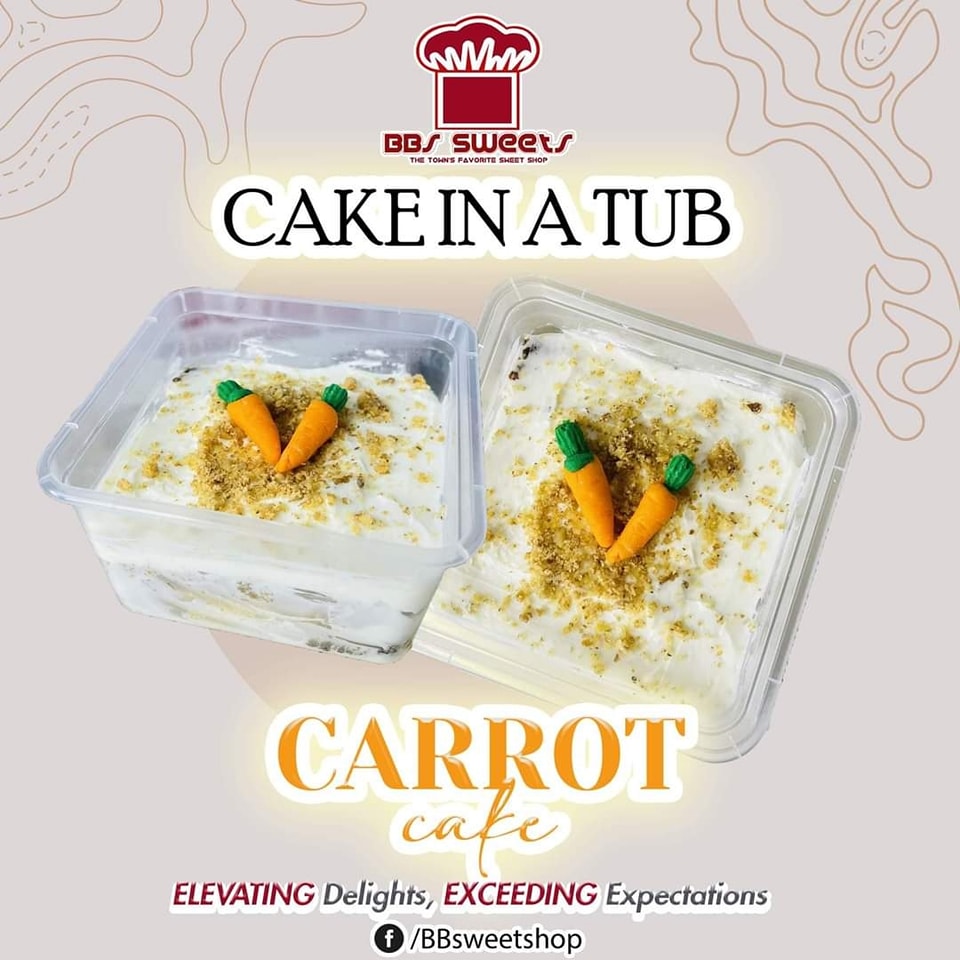 BBS SWEETS
THE TOWN'S FAVORITE SWEET SHOP
CAKE IN A TUB
CARROT
cake
ELEVATING Delights, EXCEEDING Expectations
f /BBsweetshop